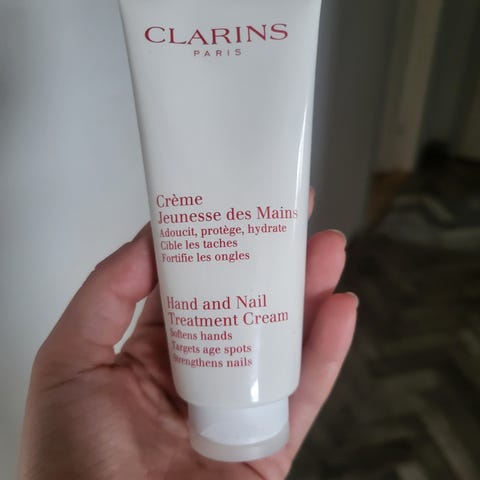 CLARINS
PARIS
Crème
Jeunesse des Mains
Adoucit, protège, hydrate
Cible les taches
Fortifie les ongles
Hand and Nail
Treatment Cream
Softens hands
Targets age spots
Strengthens nails